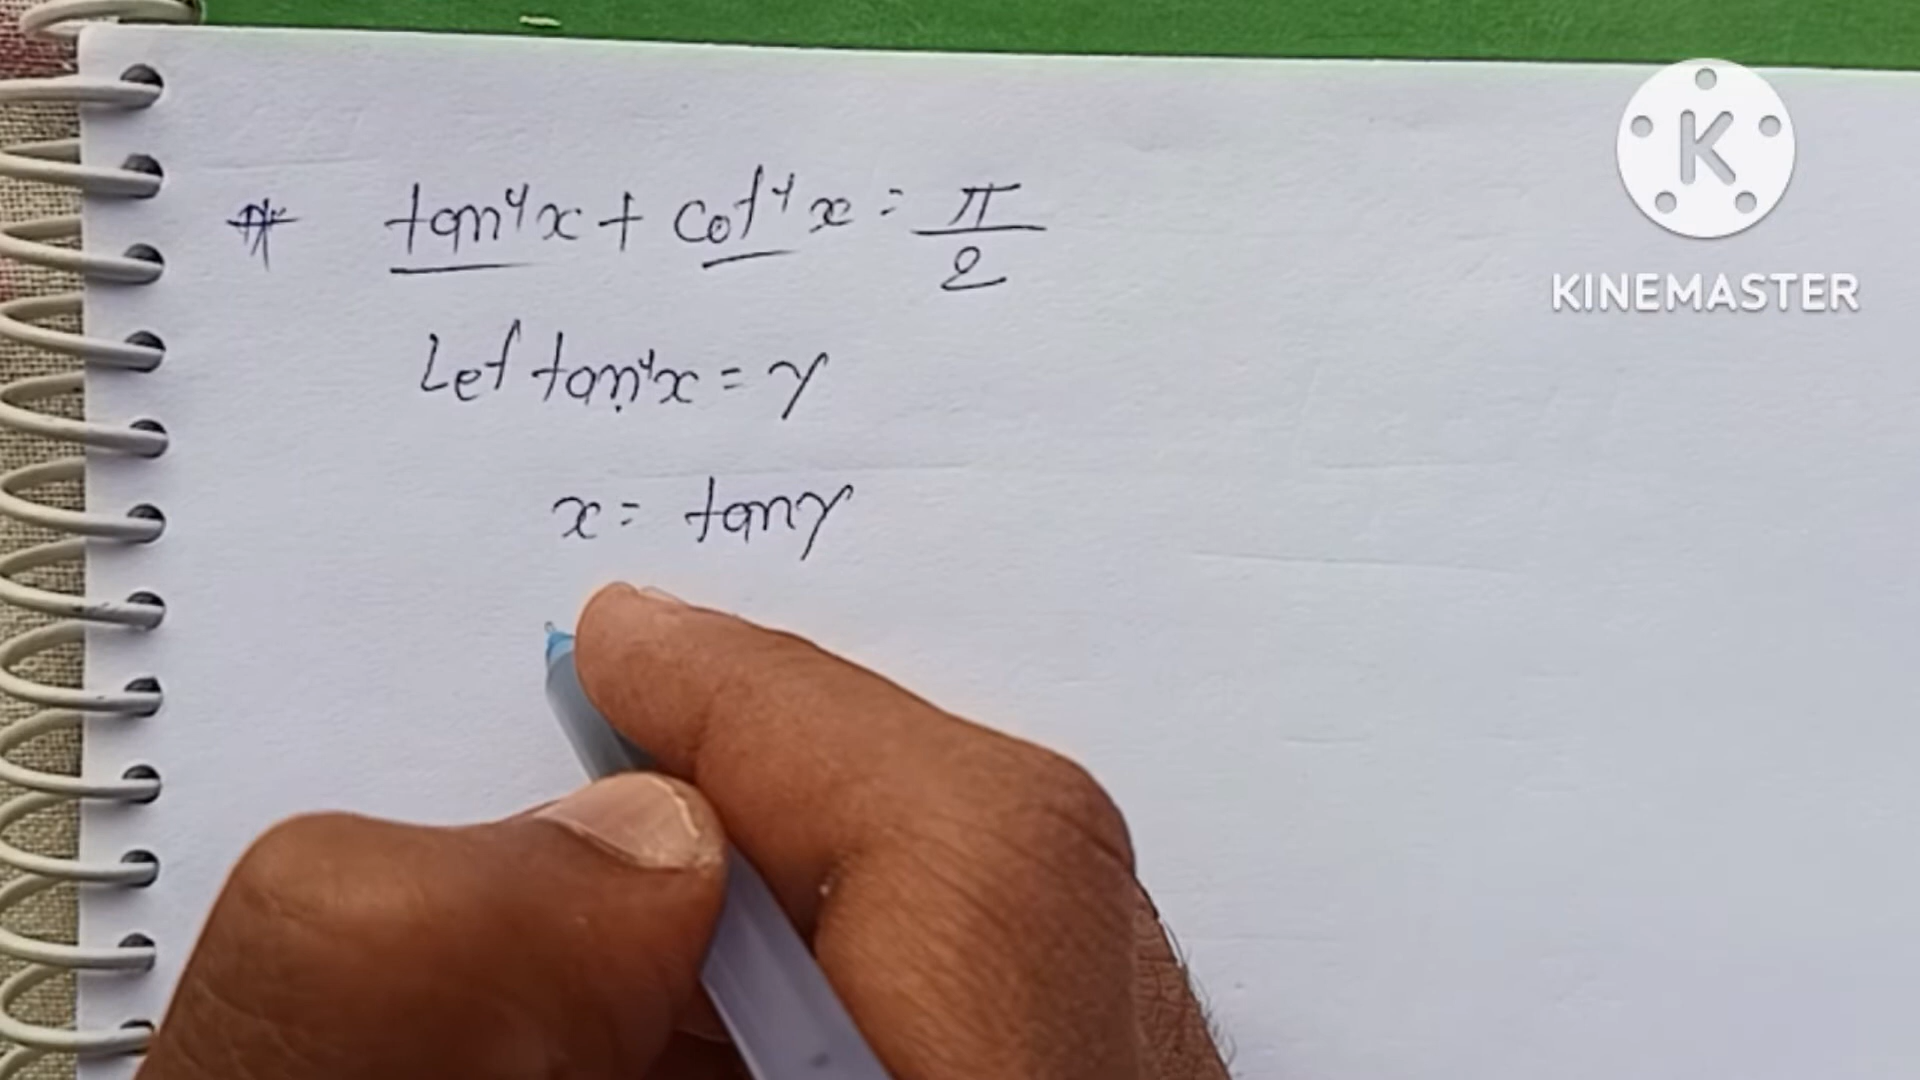 # tan⁻¹x + cot⁻¹x = π/2
Let tan⁻¹x = y
x = tany
K
KINEMASTER